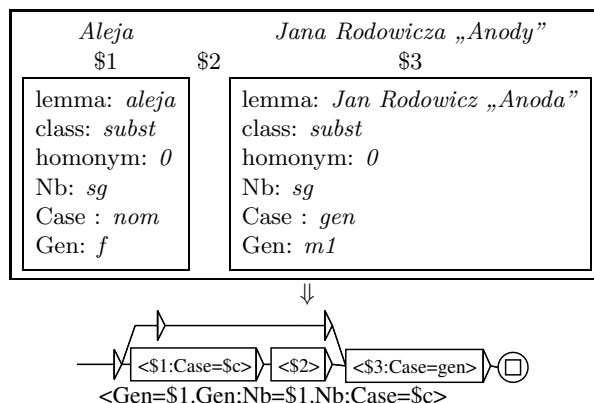 Aleja Jana Rodowicza „Anody”
$1 $2 $3
lemma: aleja lemma: Jan Rodowicz „Anoda”
class: subst class: subst
homonym: 0 homonym: 0
Nb: sg Nb: sg
Case : nom Case : gen
Gen: f Gen: m1
⇓
<$1:Case=$c> <$2> <$3:Case=gen>
<Gen=$1.Gen;Nb=$1.Nb;Case=$c>